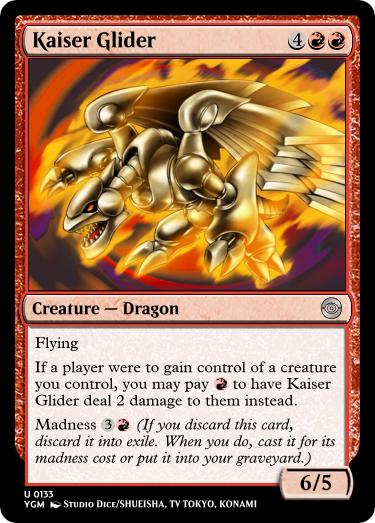 Kaiser Glider 4
Creature — Dragon
Flying
If a player were to gain control of a creature
you control, you may pay to have Kaiser
Glider deal 2 damage to them instead.
Madness 3 (If you discard this card,
discard it into exile. When you do, cast it for its
madness cost or put it into your graveyard.)
6/5
U 0133
YGM STUDIO DICE/SHUEISHA, TV TOKYO, KONAMI